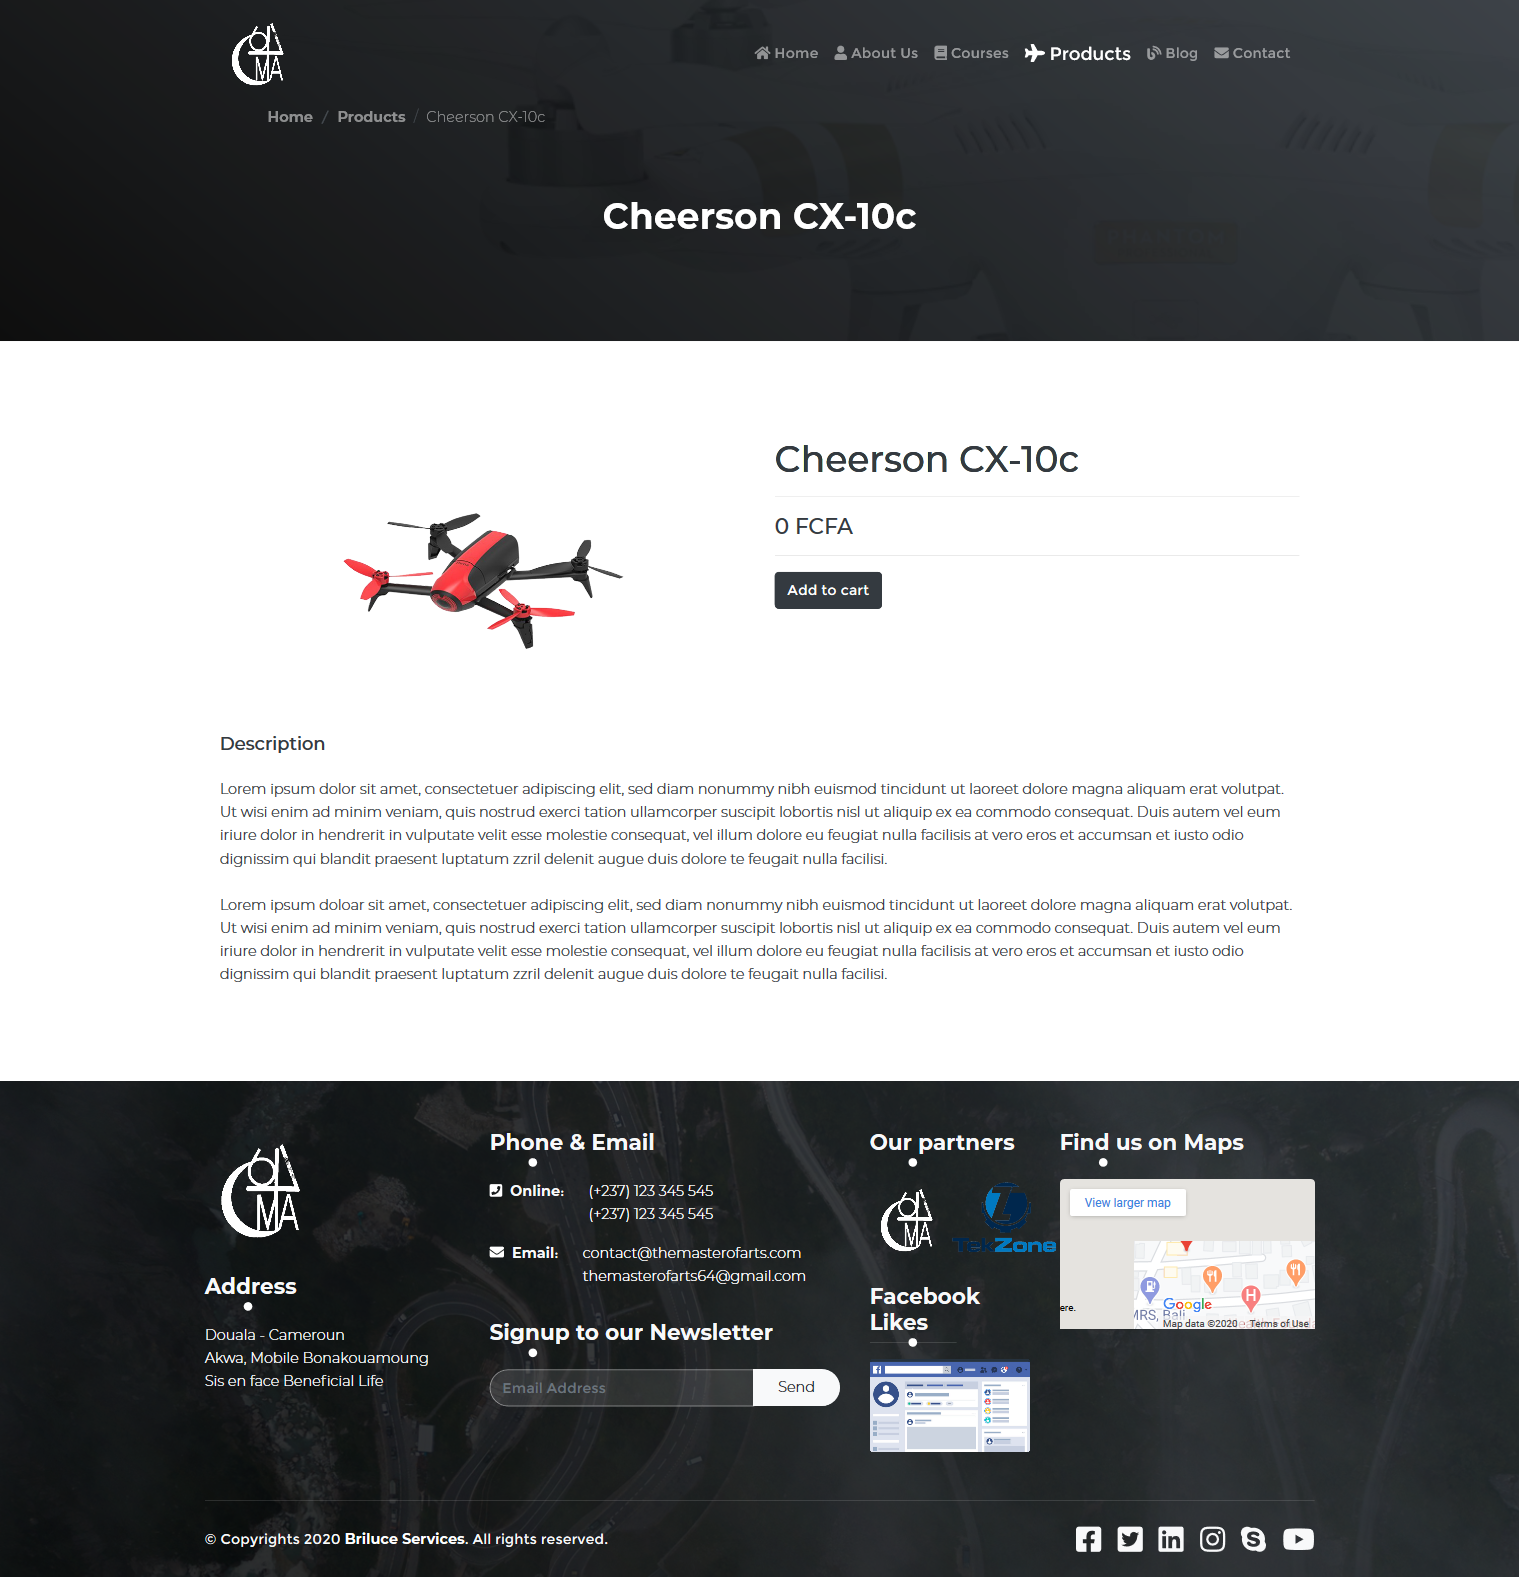 MA
Home About Us Courses Products Blog Contact
Home / Products / Cheerson CX-10c
Cheerson CX-10c
Cheerson CX-10c
0 FCFA
Add to cart
Description
Lorem ipsum dolor sit amet, consectetuer adipiscing elit, sed diam nonummy nibh euismod tincidunt ut laoreet dolore magna aliquam erat volutpat.
Ut wisi enim ad minim veniam, quis nostrud exerci tation ullamcorper suscipit lobortis nisl ut aliquip ex ea commodo consequat. Duis autem vel eum
iriure dolor in hendrerit in vulputate velit esse molestie consequat, vel illum dolore eu feugiat nulla facilisis at vero eros et accumsan et iusto odio
dignissim qui blandit praesent luptatum zzril delenit augue duis dolore te feugait nulla facilisi.
Lorem ipsum doloar sit amet, consectetuer adipiscing elit, sed diam nonummy nibh euismod tincidunt ut laoreet dolore magna aliquam erat volutpat.
Ut wisi enim ad minim veniam, quis nostrud exerci tation ullamcorper suscipit lobortis nisl ut aliquip ex ea commodo consequat. Duis autem vel eum
iriure dolor in hendrerit in vulputate velit esse molestie consequat, vel illum dolore eu feugiat nulla facilisis at vero eros et accumsan et iusto odio
dignissim qui blandit praesent luptatum zzril delenit augue duis dolore te feugait nulla facilisi.
MA
Address
Douala - Cameroun
Akwa, Mobile Bonakouamoung
Sis en face Beneficial Life
Phone & Email
Online: (+237) 123 345 545
(+237) 123 345 545
Email: contact@themasterofarts.com
themasterofarts64@gmail.com
Signup to our Newsletter
Email Address Send
Our partners
MA
TekZone
Facebook
Likes
Find us on Maps
View larger map
ere.
MRS, Bali
Google
Map data ©2020 Terms of Use
© Copyrights 2020 Briluce Services. All rights reserved.